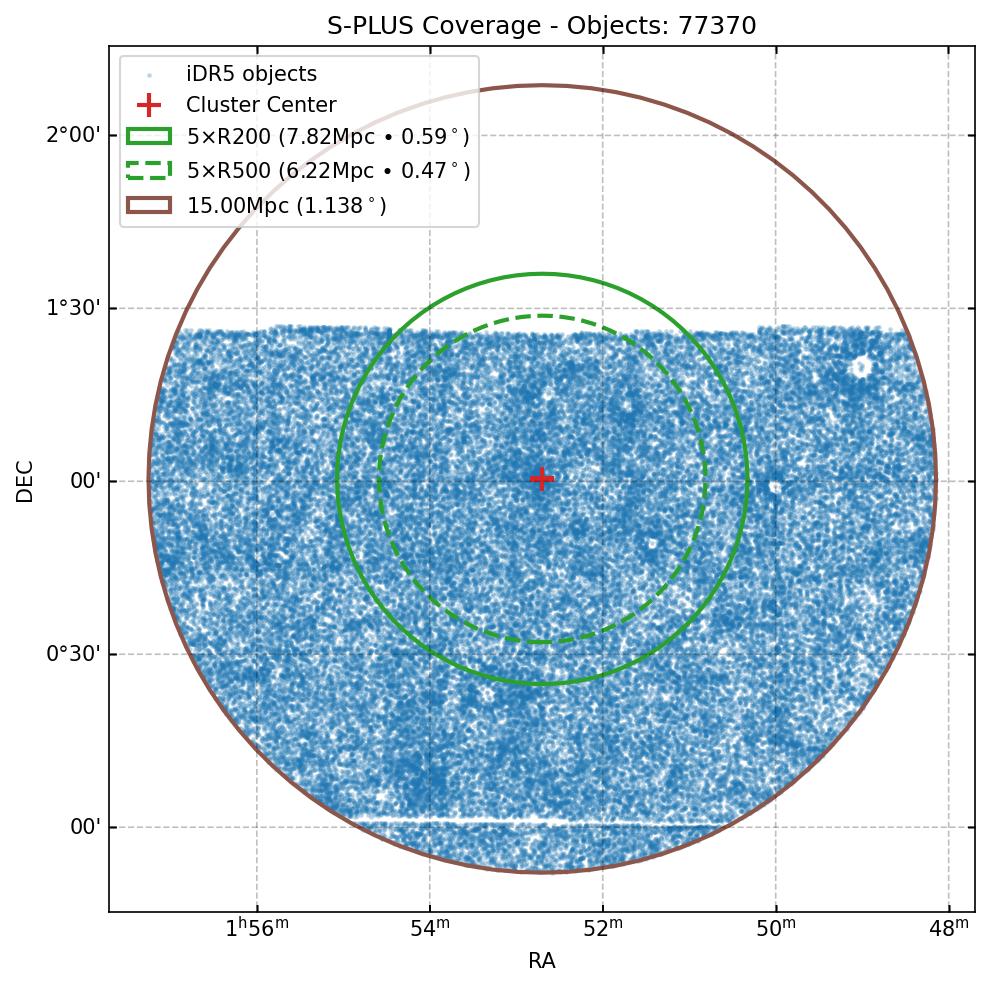 S-PLUS Coverage - Objects: 77370
iDR5 objects
Cluster Center
5×R200 (7.82Mpc • 0.59°)
5×R500 (6.22Mpc • 0.47°)
15.00Mpc (1.138°)
2°00'
1°30'
00'
0°30'
00'
DEC
1ʰ56ᵐ
54ᵐ
52ᵐ
50ᵐ
48ᵐ
RA